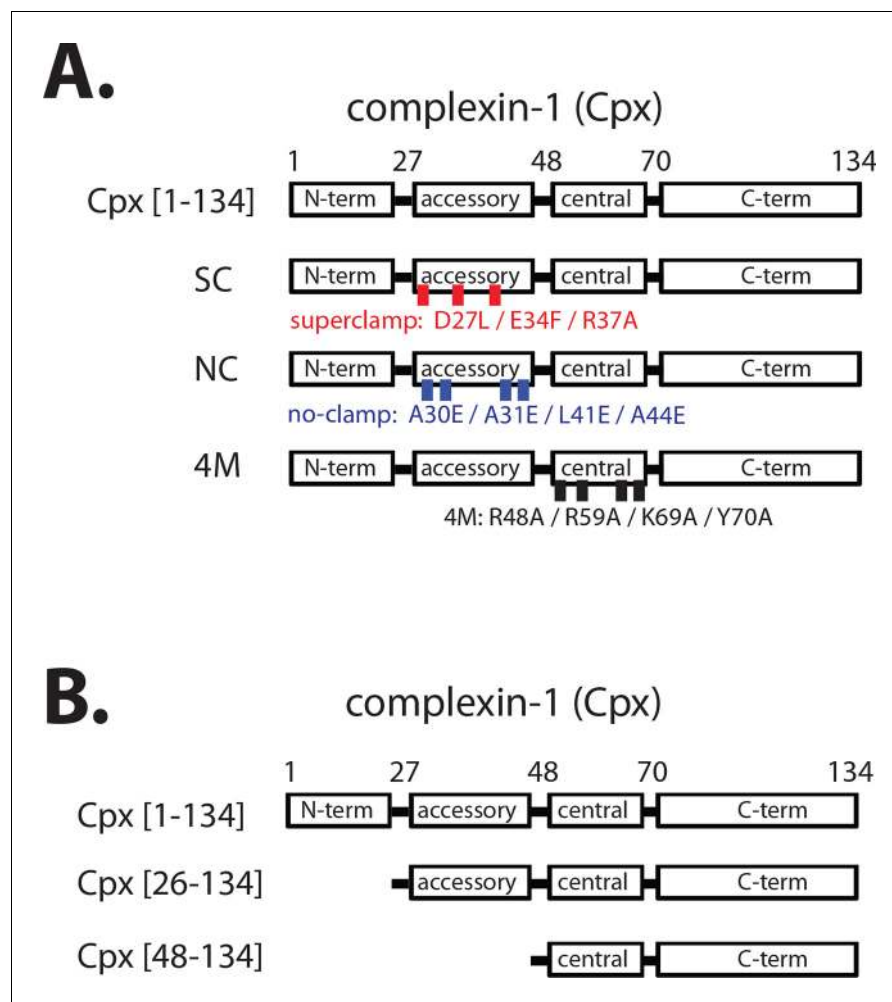 A.
complexin-1 (Cpx)
1 27 48 70 134
Cpx [1-134] N-term accessory central C-term
SC N-term accessory central C-term
superclamp: D27L / E34F / R37A
NC N-term accessory central C-term
no-clamp: A30E / A31E / L41E / A44E
4M N-term accessory central C-term
4M: R48A / R59A / K69A / Y70A
B.
complexin-1 (Cpx)
1 27 48 70 134
Cpx [1-134] N-term accessory central C-term
Cpx [26-134] accessory central C-term
Cpx [48-134] central C-term